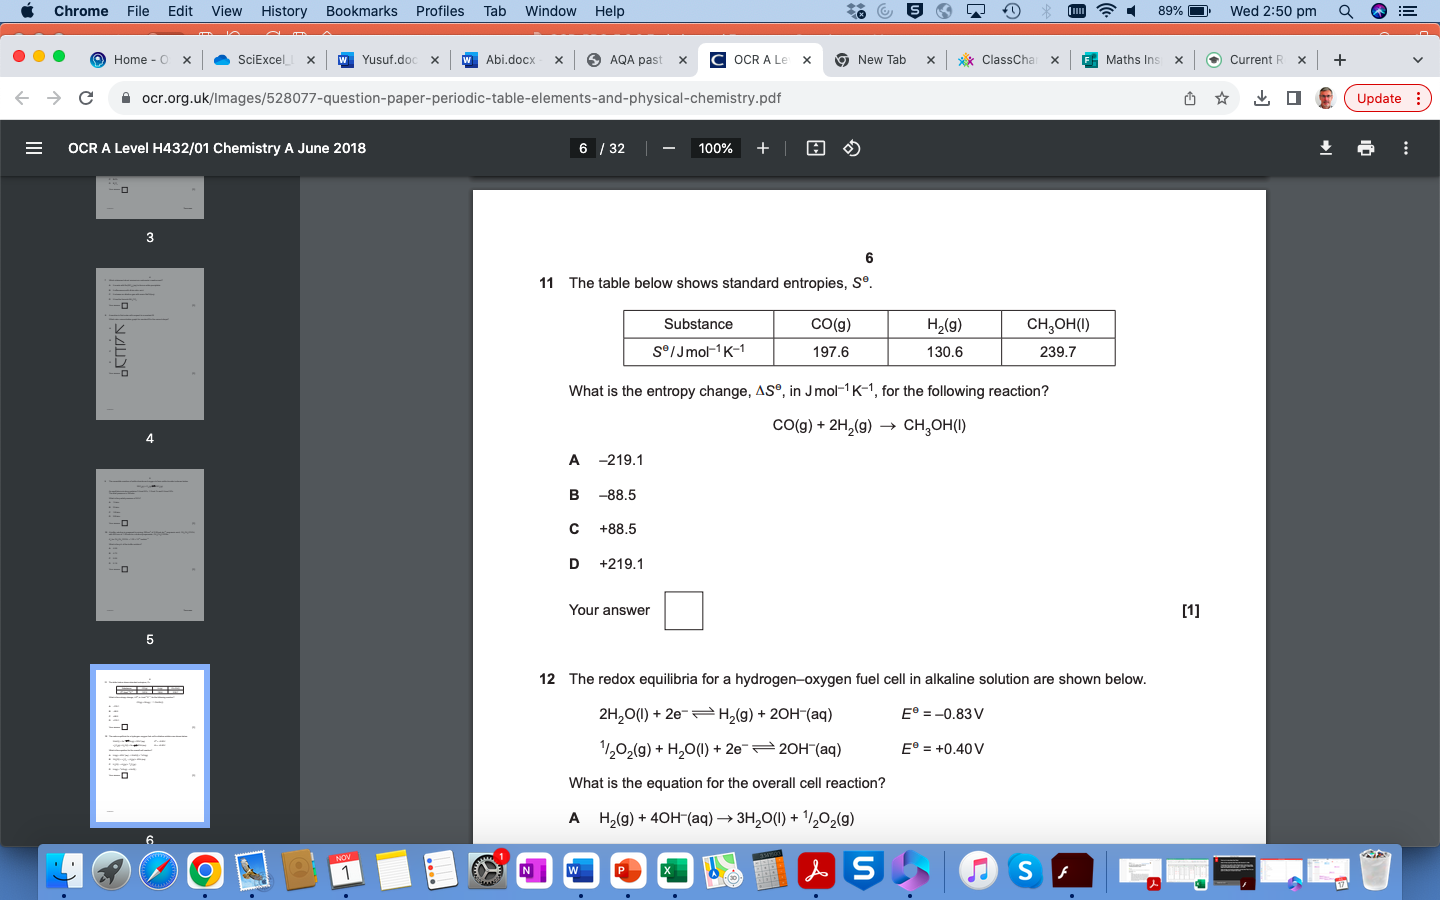 Chrome File Edit View History Bookmarks Profiles Tab Window Help 89% Wed 2:50 pm
Home - O SciExcel_ Yusuf.doc Abi.docx AQA past OCR A Le New Tab ClassChar Maths Ins Current R
ocr.org.uk/Images/528077-question-paper-periodic-table-elements-and-physical-chemistry.pdf Update
OCR A Level H432/01 Chemistry A June 2018 6 / 32 100%
3
4
5
6
6
11 The table below shows standard entropies, S⦵.
Substance CO(g) H₂(g) CH₃OH(l)
S⦵/J mol⁻¹ K⁻¹ 197.6 130.6 239.7
What is the entropy change, ΔS⦵, in J mol⁻¹ K⁻¹, for the following reaction?
CO(g) + 2H₂(g) → CH₃OH(l)
A –219.1
B –88.5
C +88.5
D +219.1
Your answer [1]
12 The redox equilibria for a hydrogen–oxygen fuel cell in alkaline solution are shown below.
2H₂O(l) + 2e⁻ ⇌ H₂(g) + 2OH⁻(aq) E⦵ = –0.83 V
½O₂(g) + H₂O(l) + 2e⁻ ⇌ 2OH⁻(aq) E⦵ = +0.40 V
What is the equation for the overall cell reaction?
A H₂(g) + 4OH⁻(aq) → 3H₂O(l) + ½O₂(g)
NOV
1
1